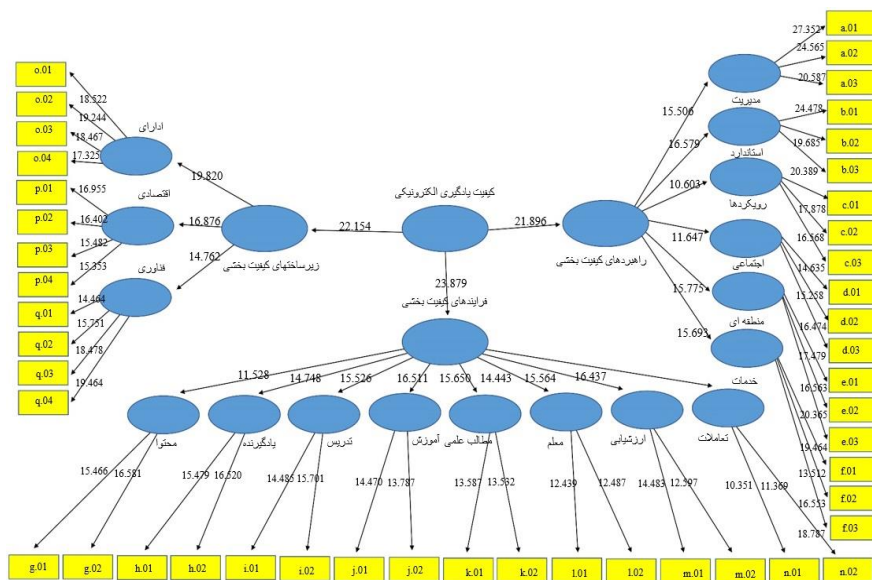 27.352
a.01
24.565
a.02
20.587
a.03
مدیریت
15.506
24.478
b.01
b.02
19.685
b.03
استاندارد
16.579
20.389
c.01
17.878
c.02
16.568
c.03
رویکردها
10.603
14.635
d.01
15.258
d.02
16.474
d.03
اجتماعی
11.647
17.479
e.01
16.563
e.02
20.365
e.03
منطقه ای
15.775
19.464
f.01
13.512
f.02
16.553
f.03
18.787
خدمات
15.693
راهبردهای کیفیت بخشی
21.896
کیفیت یادگیری الکترونیکی
22.154
زیرساختهای کیفیت بخشی
23.879
فرایندهای کیفیت بخشی
o.01
18.522
o.02
19.244
o.03
18.467
o.04
17.325
ادارای
19.820
p.01
16.955
p.02
16.402
p.03
15.482
p.04
15.353
اقتصادی
16.876
q.01
14.464
q.02
15.751
q.03
18.478
q.04
19.464
فناوری
14.762
11.528
14.748
15.526
16.511
15.650
14.443
15.564
16.437
محتوا
یادگیرنده
تدریس
آموزش
مطالب علمی
معلم
ارزشیابی
تعاملات
15.466
16.581
15.479
16.520
14.485
15.701
14.470
13.787
13.587
13.532
12.439
12.487
14.483
12.597
10.351
11.369
g.01
g.02
h.01
h.02
i.01
i.02
j.01
j.02
k.01
k.02
l.01
l.02
m.01
m.02
n.01
n.02